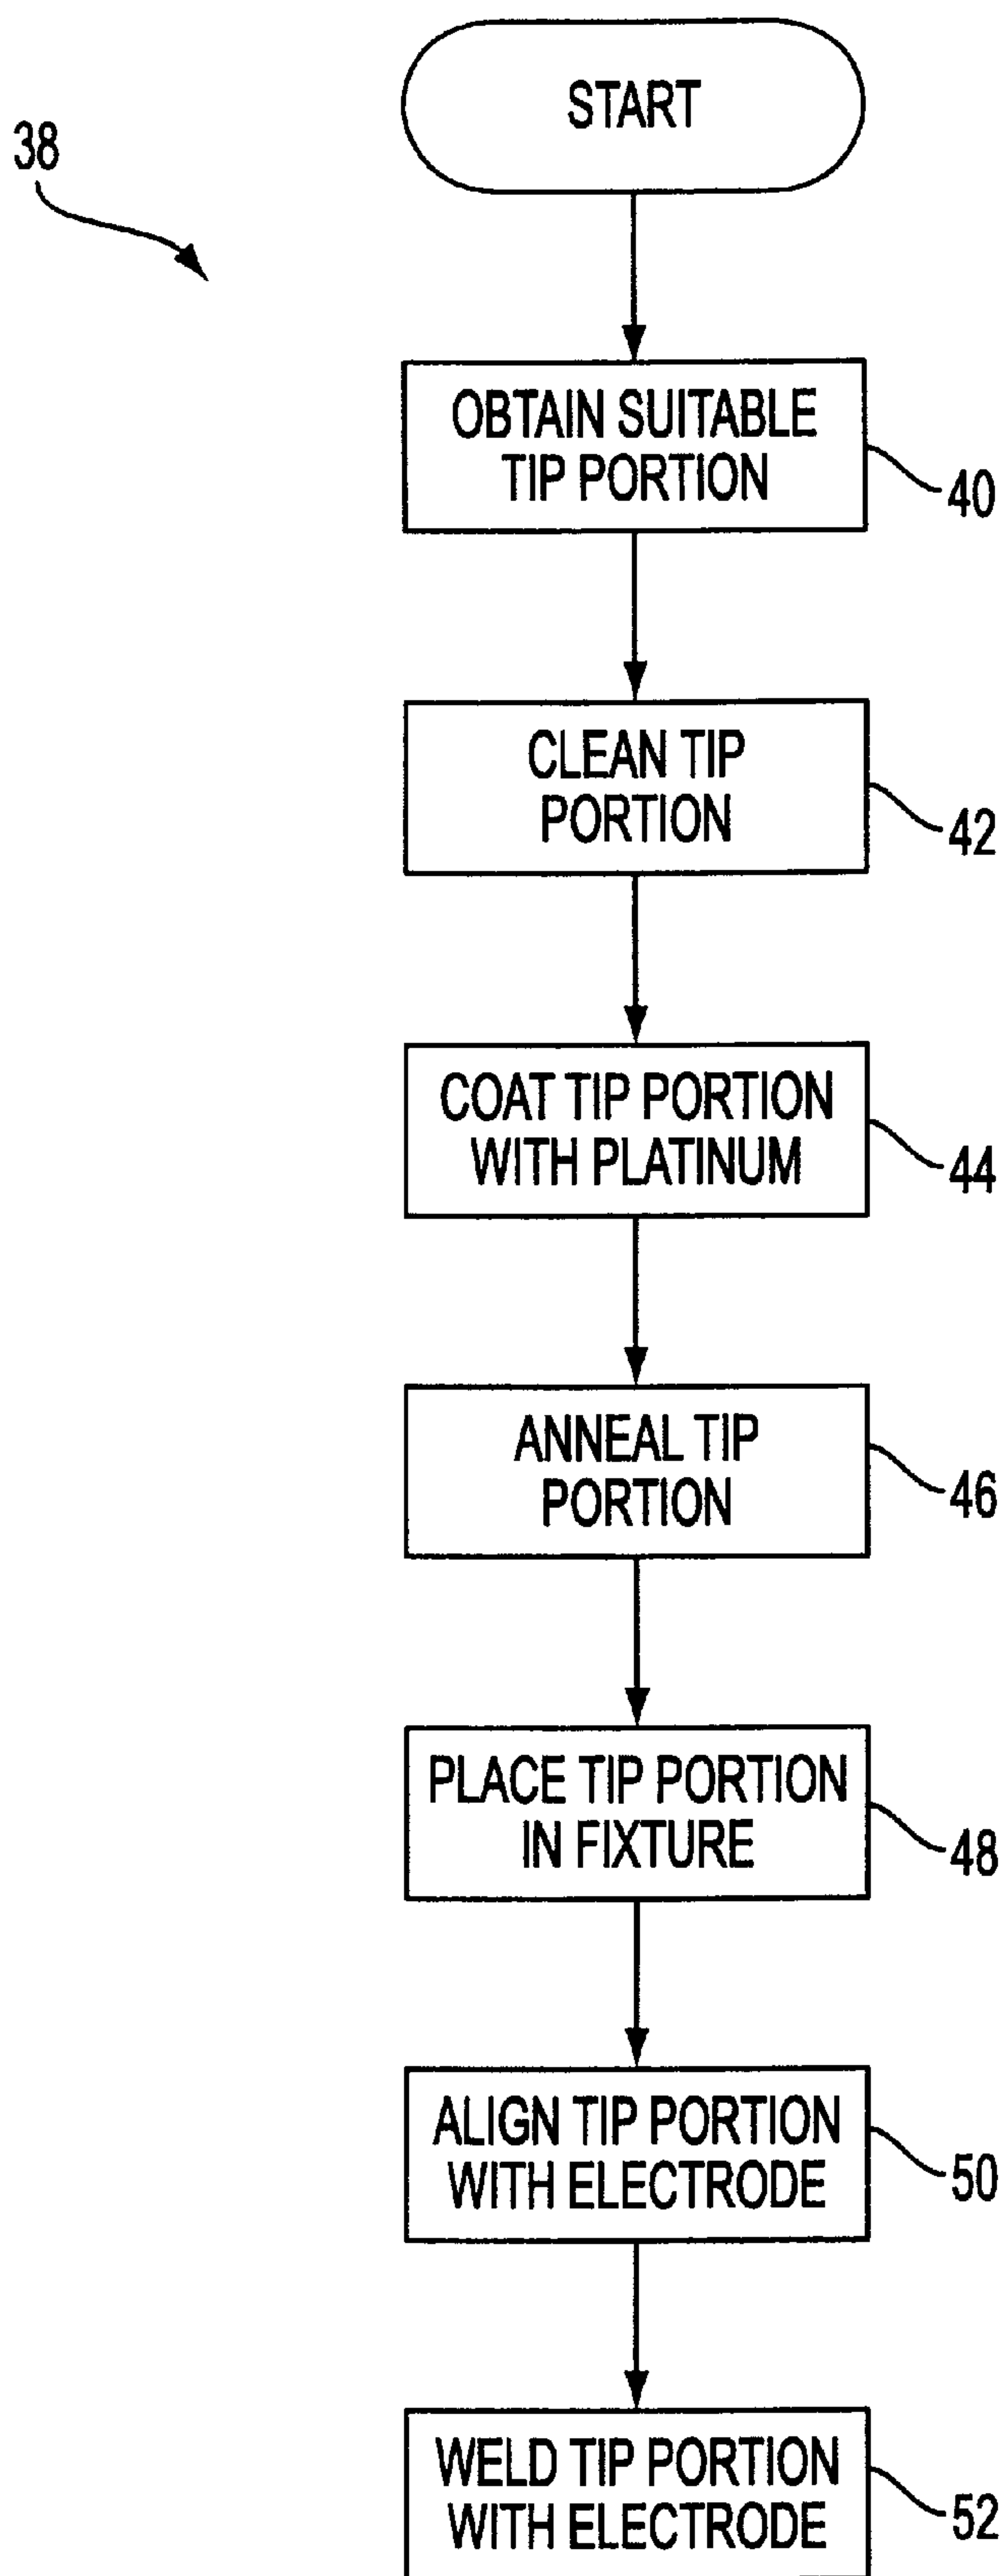 START
38
OBTAIN SUITABLE
TIP PORTION
40
CLEAN TIP
PORTION
42
COAT TIP PORTION
WITH PLATINUM
44
ANNEAL TIP
PORTION
46
PLACE TIP PORTION
IN FIXTURE
48
ALIGN TIP PORTION
WITH ELECTRODE
50
WELD TIP PORTION
WITH ELECTRODE
52